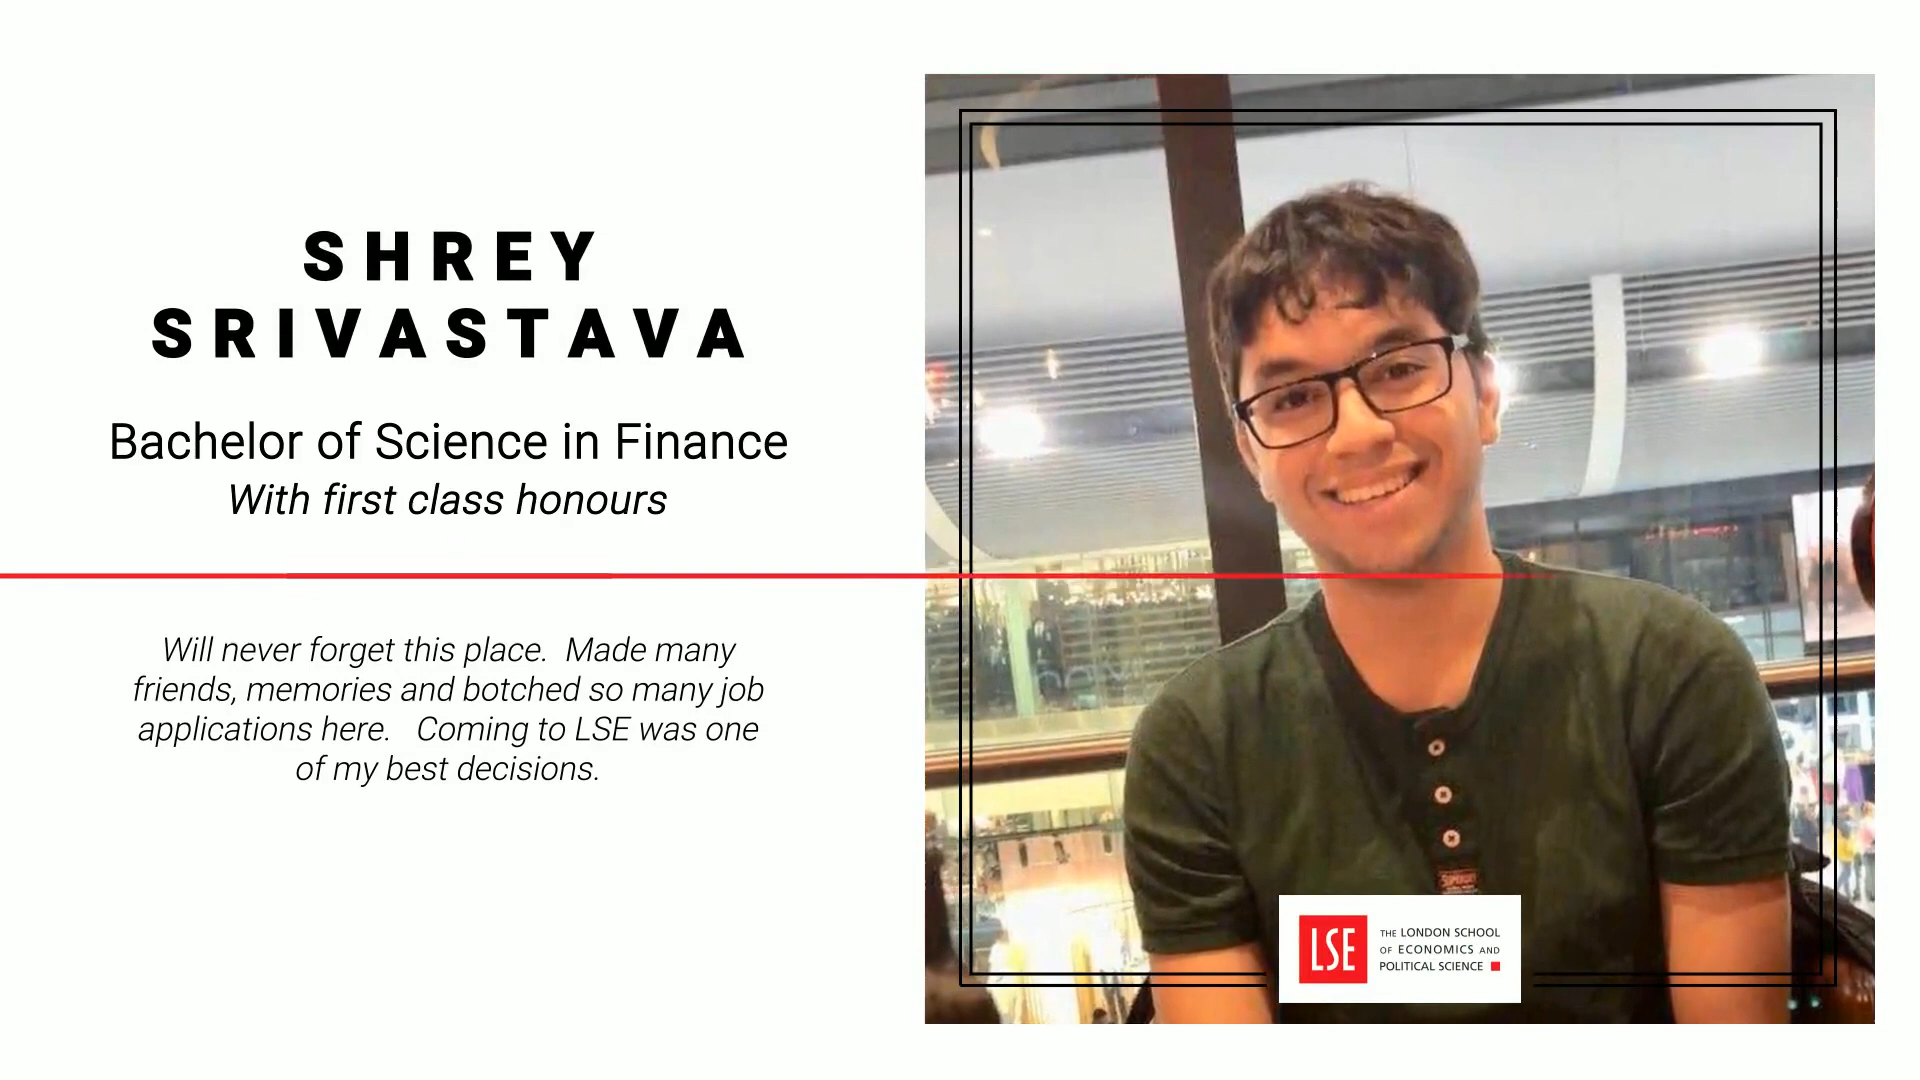 SHREY
SRIVASTAVA
Bachelor of Science in Finance
With first class honours
Will never forget this place.  Made many
friends, memories and botched so many job
applications here.   Coming to LSE was one
of my best decisions.
SUPERDRY
LSE
THE LONDON SCHOOL
OF ECONOMICS AND
POLITICAL SCIENCE